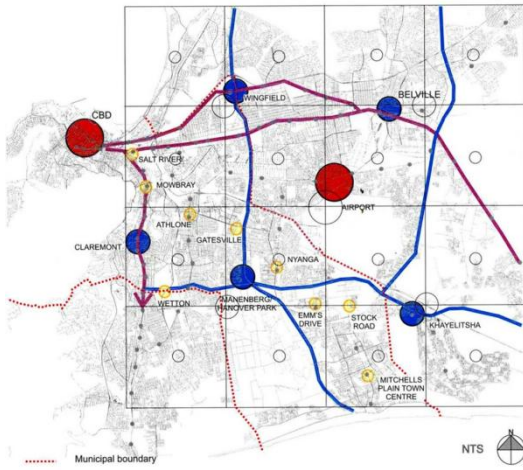 CBD
WINGFIELD
BELVILLE
SALT RIVER
MOWBRAY
AIRPORT
ATHLONE
CLAREMONT
GATESVILLE
NYANGA
WETTON
MANENBERG/
HANOVER PARK
EMM'S
DRIVE
STOCK
ROAD
KHAYELITSHA
MITCHELLS
PLAIN TOWN
CENTRE
N
NTS
Municipal boundary